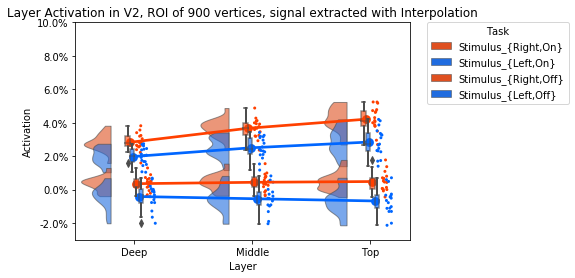 Layer Activation in V2, ROI of 900 vertices, signal extracted with Interpolation
10.0%
8.0%
6.0%
4.0%
2.0%
0.0%
-2.0%
Activation
Deep
Middle
Top
Layer
Task
Stimulus_{Right,On}
Stimulus_{Left,On}
Stimulus_{Right,Off}
Stimulus_{Left,Off}